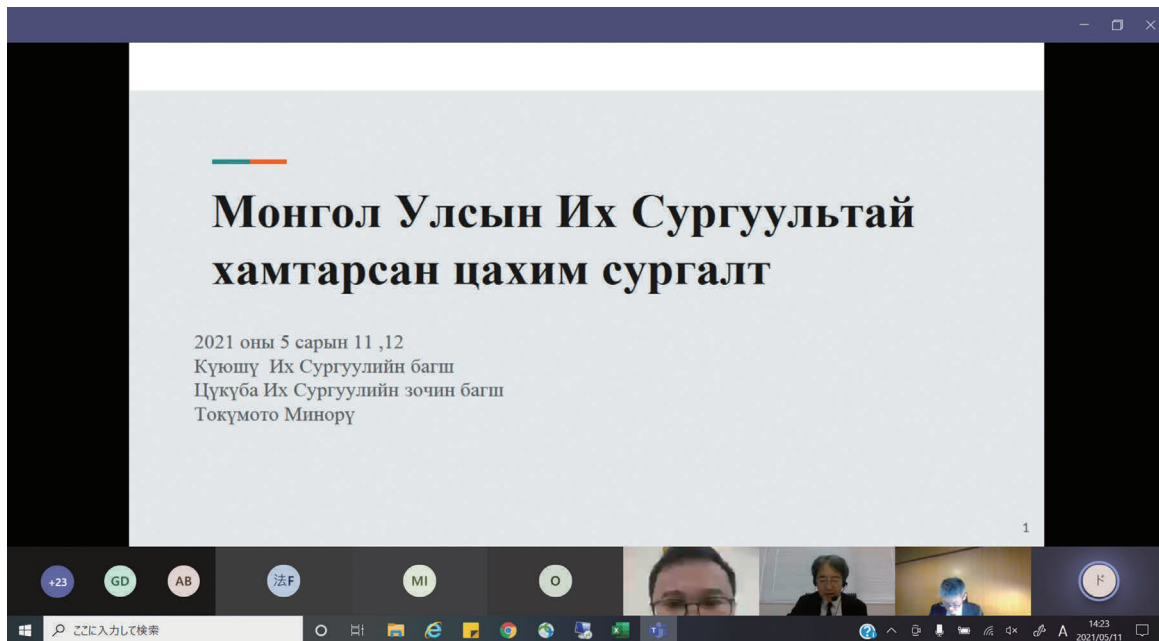 Монгол Улсын Их Сургуультай
хамтарсан цахим сургалт
2021 оны 5 сарын 11 ,12
Күюшү Их Сургуулийн багш
Цүкүба Их Сургуулийн зочин багш
Токүмото Минорү
1
+23
GD
AB
法F
MI
O
ド
ここに入力して検索
A
14:23
2021/05/11